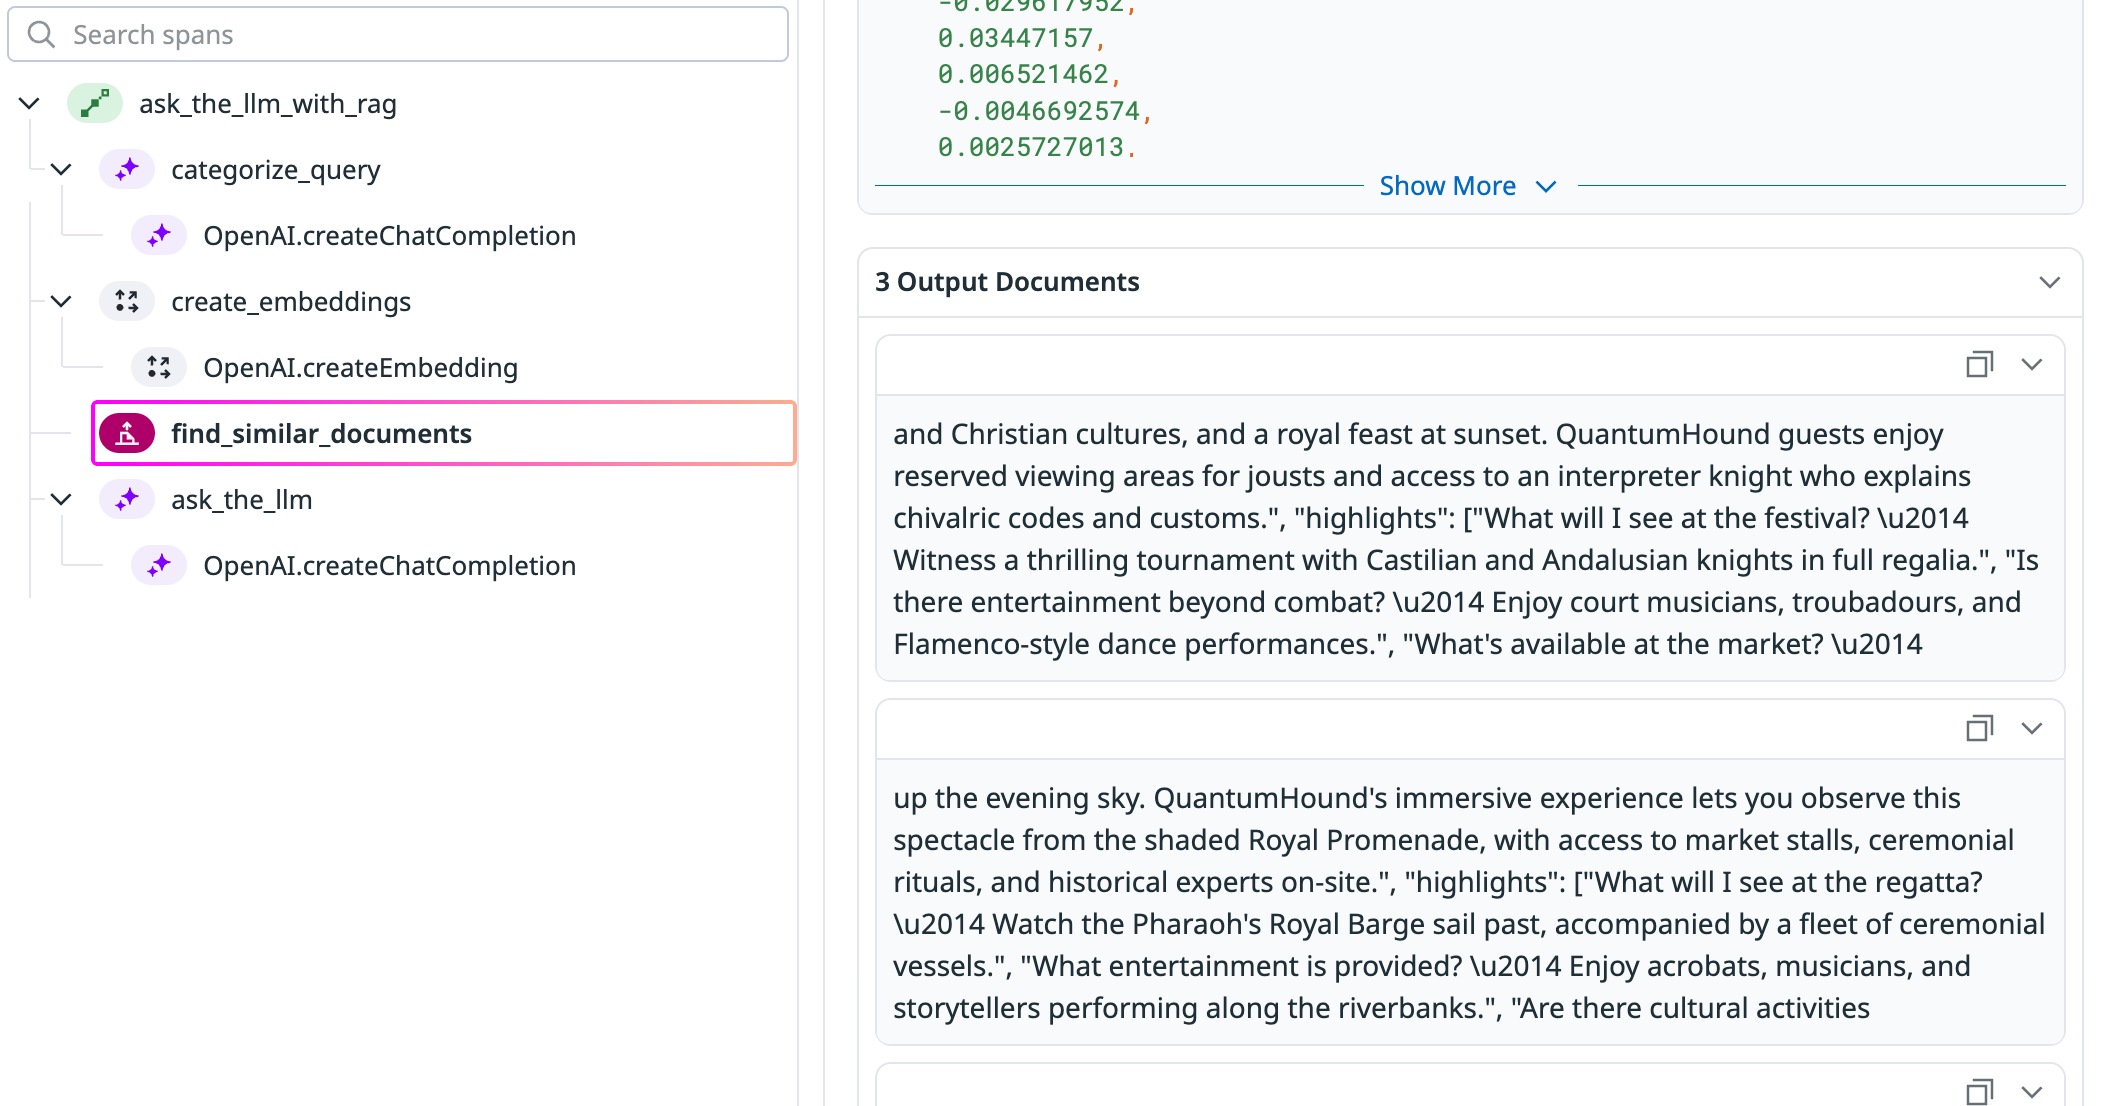 Search spans
ask_the_llm_with_rag
categorize_query
OpenAI.createChatCompletion
create_embeddings
OpenAI.createEmbedding
find_similar_documents
ask_the_llm
OpenAI.createChatCompletion
-0.029617952,
0.03447157,
0.006521462,
-0.0046692574,
0.0025727013.
Show More
3 Output Documents
and Christian cultures, and a royal feast at sunset. QuantumHound guests enjoy
reserved viewing areas for jousts and access to an interpreter knight who explains
chivalric codes and customs.", "highlights": ["What will I see at the festival? \u2014
Witness a thrilling tournament with Castilian and Andalusian knights in full regalia.", "Is
there entertainment beyond combat? \u2014 Enjoy court musicians, troubadours, and
Flamenco-style dance performances.", "What's available at the market? \u2014
up the evening sky. QuantumHound's immersive experience lets you observe this
spectacle from the shaded Royal Promenade, with access to market stalls, ceremonial
rituals, and historical experts on-site.", "highlights": ["What will I see at the regatta?
\u2014 Watch the Pharaoh's Royal Barge sail past, accompanied by a fleet of ceremonial
vessels.", "What entertainment is provided? \u2014 Enjoy acrobats, musicians, and
storytellers performing along the riverbanks.", "Are there cultural activities